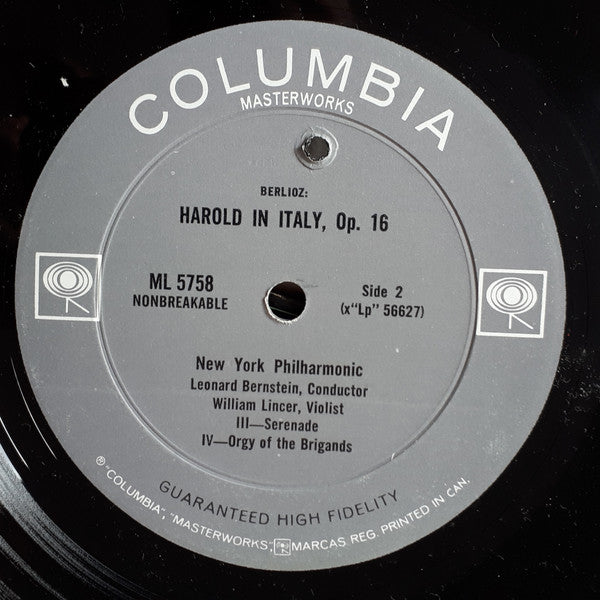 COLUMBIA
MASTERWORKS
BERLIOZ:
HAROLD IN ITALY, Op. 16
ML 5758
NONBREAKABLE
Side 2
(x"Lp" 56627)
New York Philharmonic
Leonard Bernstein, Conductor
William Lincer, Violist
III—Serenade
IV—Orgy of the Brigands
GUARANTEED HIGH FIDELITY
® "COLUMBIA", "MASTERWORKS", MARCAS REG. PRINTED IN CAN.